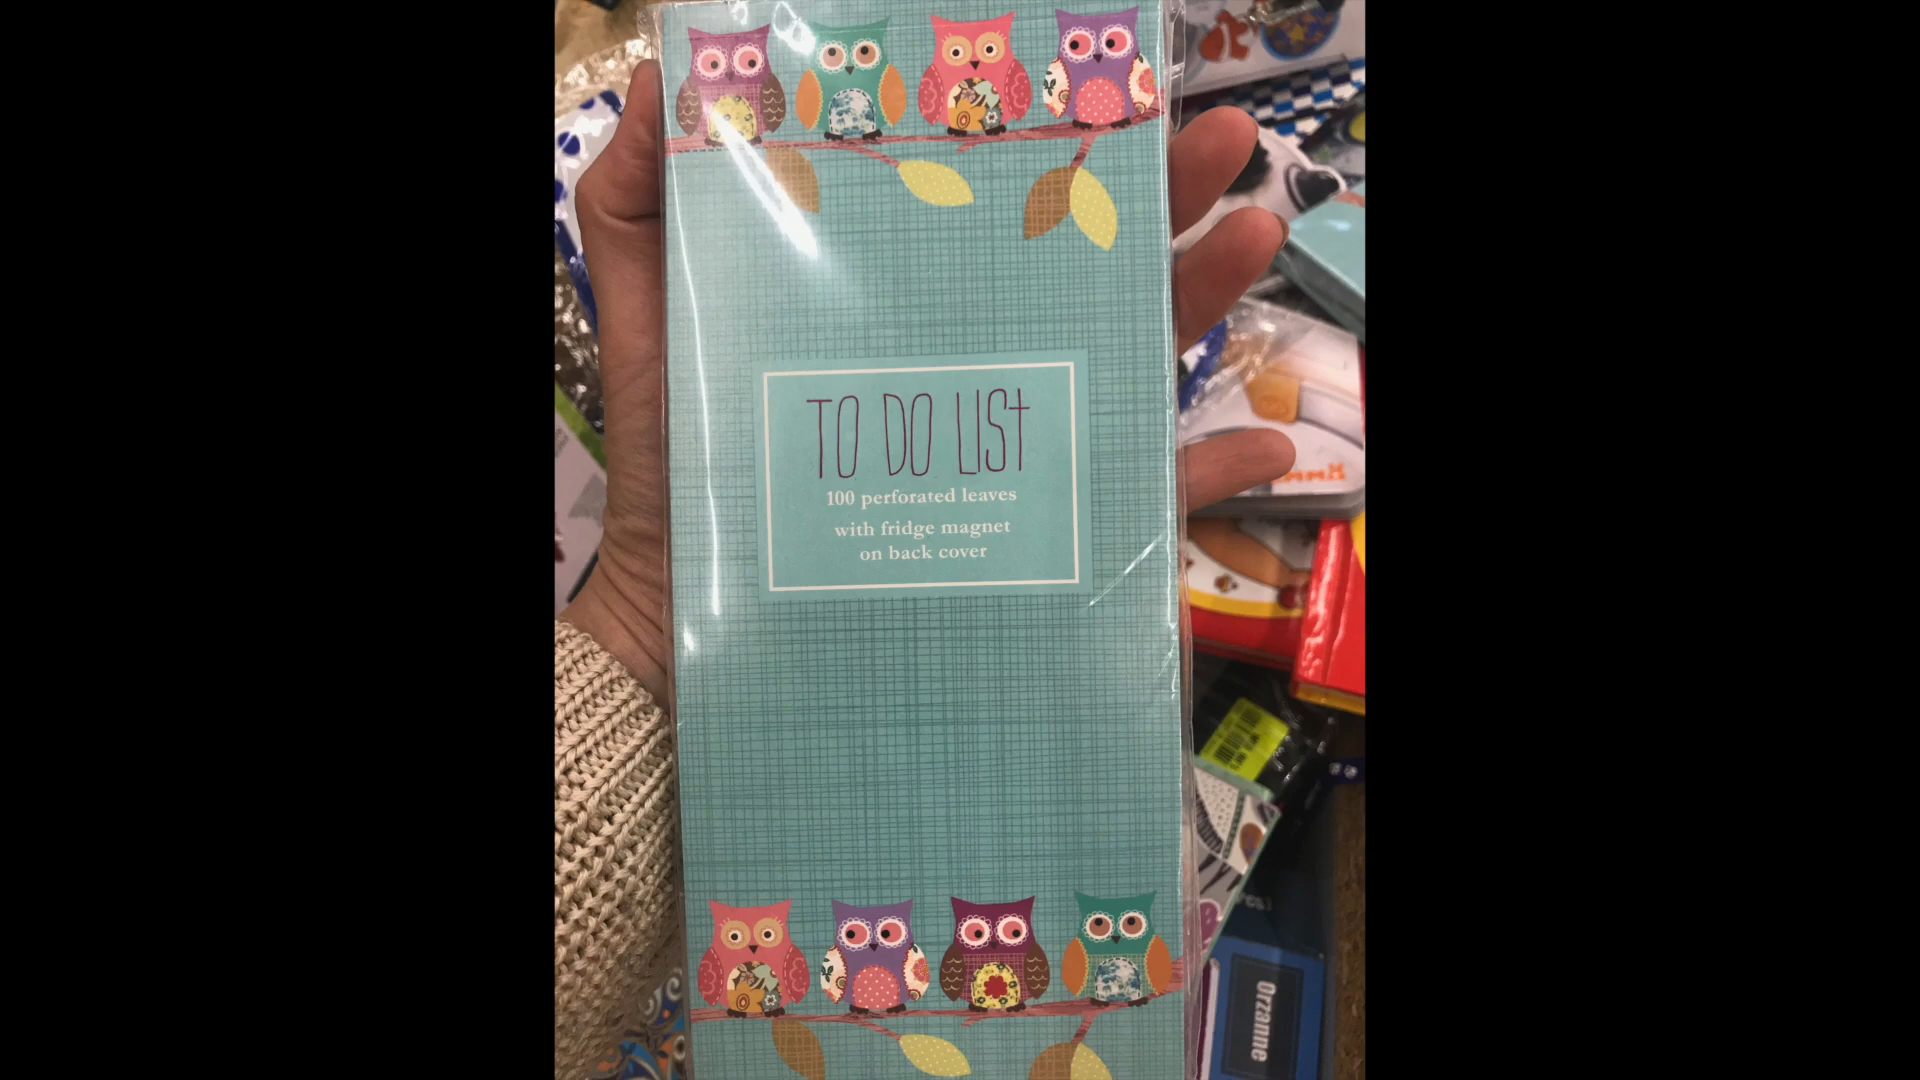 TO DO LIST
100 perforated leaves
with fridge magnet
on back cover
Orzanne